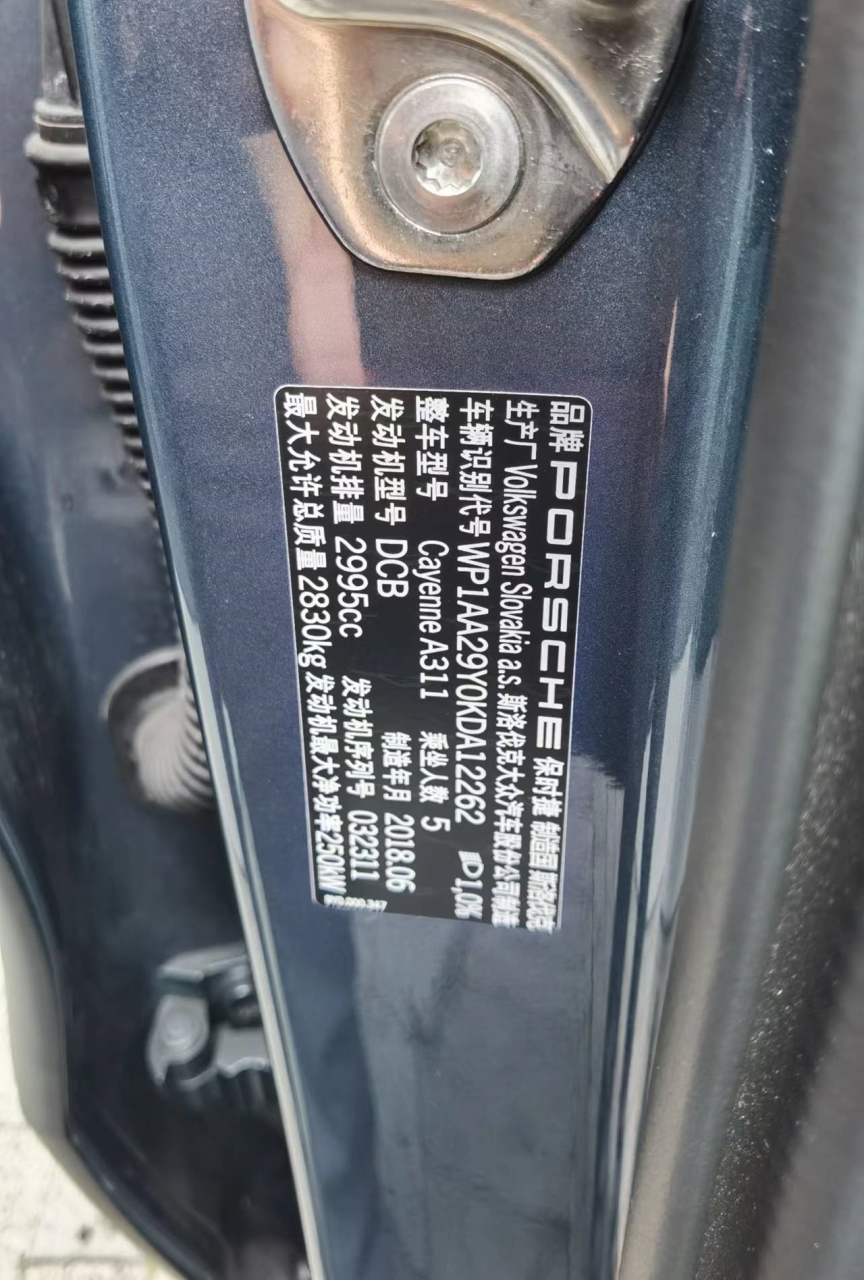 品牌 PORSCHE 保时捷 制造国 斯洛伐克
生产厂 Volkswagen Slovakia a.s. 斯洛伐克大众汽车股份公司制造
车辆识别代号 WP1AA29Y0KDA12262 1,0%
整车型号 Cayenne A311 乘坐人数 5
发动机型号 DCB 制造年月 2018.06
发动机排量 2995cc 发动机序列号 032311
最大允许总质量 2830kg 发动机最大净功率250KW